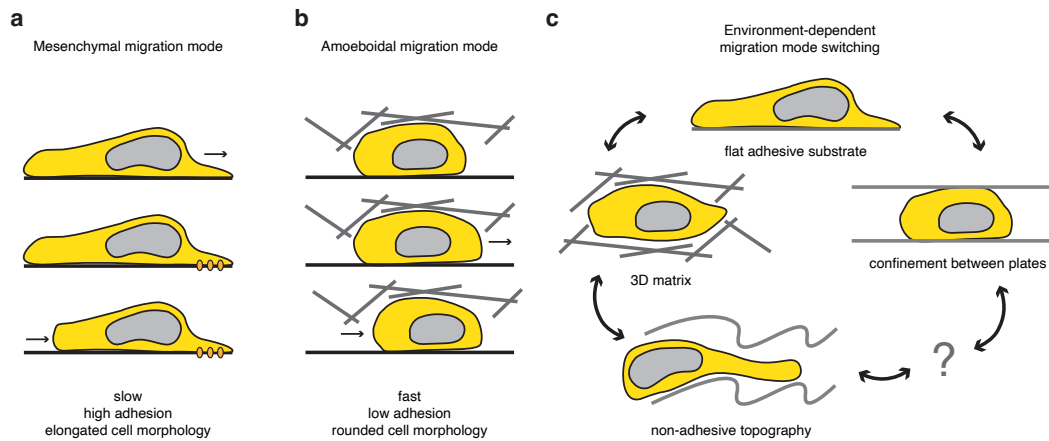 a
Mesenchymal migration mode
slow
high adhesion
elongated cell morphology
b
Amoeboidal migration mode
fast
low adhesion
rounded cell morphology
c
Environment-dependent
migration mode switching
flat adhesive substrate
3D matrix
confinement between plates
?
non-adhesive topography